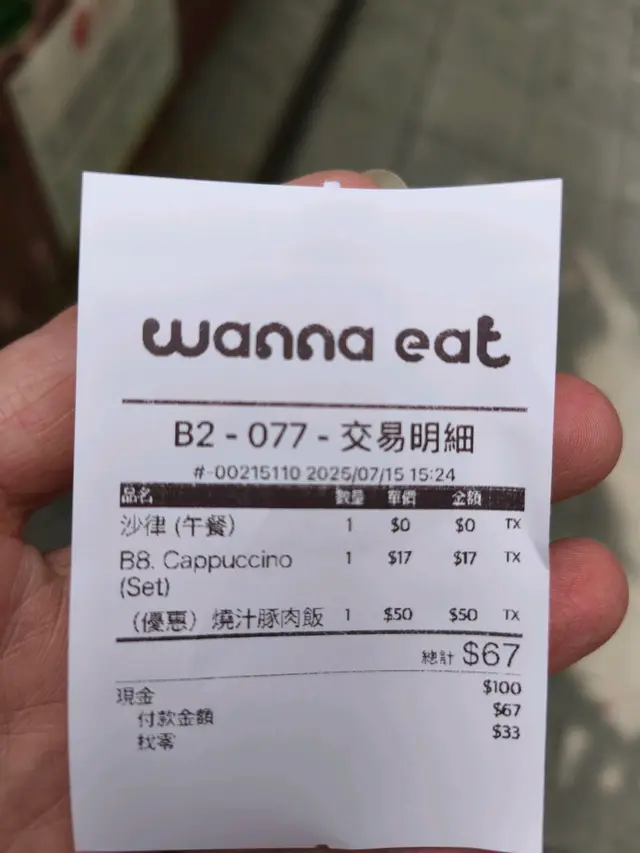 wanna eat
B2 - 077 - 交易明細
#-00215110 2025/07/15 15:24
品名 數量 單價 金額
沙律 (午餐) 1 $0 $0 TX
B8. Cappuccino 1 $17 $17 TX
(Set)
（優惠）燒汁豚肉飯 1 $50 $50 TX
總計 $67
現金 $100
付款金額 $67
找零 $33